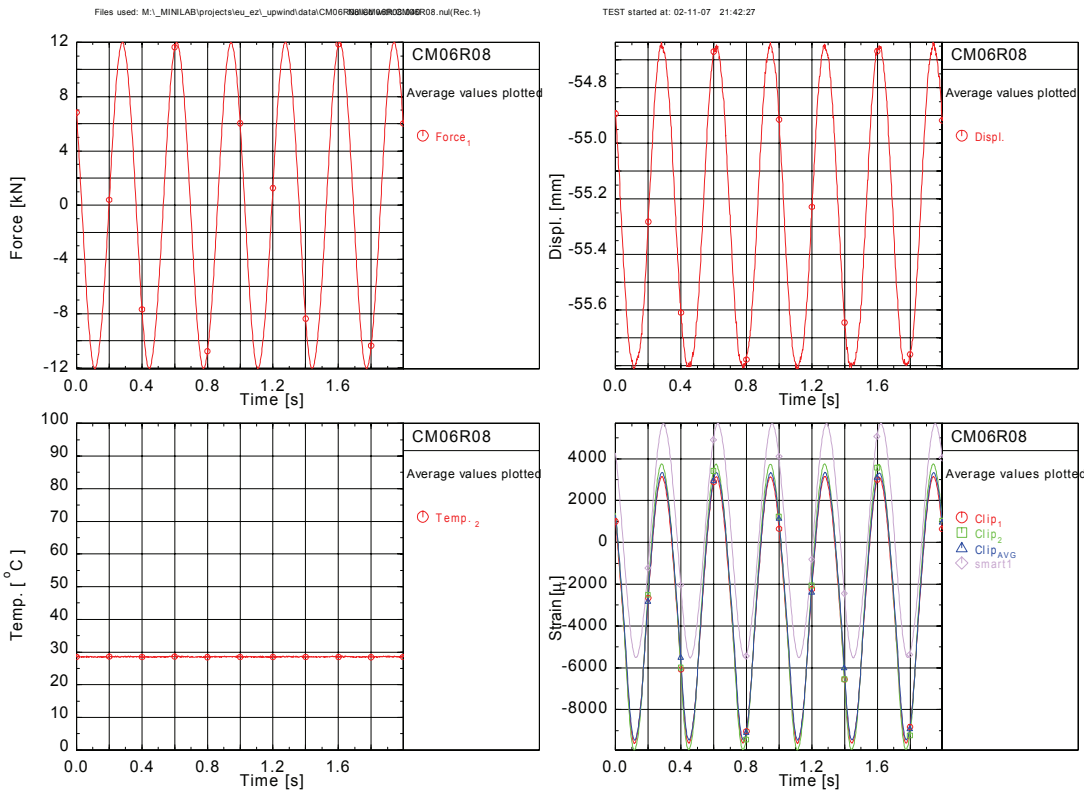 Files used: M:\_MINILAB\projects\eu_ez\_upwind\data\CM06R08.nul(Rec.1-)
TEST started at: 02-11-07 21:42:27
CM06R08
Average values plotted
Force1
Force [kN]
12
8
4
0
-4
-8
-12
0.0 0.4 0.8 1.2 1.6
Time [s]
CM06R08
Average values plotted
Displ.
Displ. [mm]
-54.8
-55.0
-55.2
-55.4
-55.6
0.0 0.4 0.8 1.2 1.6
Time [s]
CM06R08
Average values plotted
Temp.2
Temp. [°C]
100
90
80
70
60
50
40
30
20
10
0
0.0 0.4 0.8 1.2 1.6
Time [s]
CM06R08
Average values plotted
Clip1
Clip2
ClipAVG
smart1
Strain [µ]
4000
2000
0
-2000
-4000
-6000
-8000
0.0 0.4 0.8 1.2 1.6
Time [s]